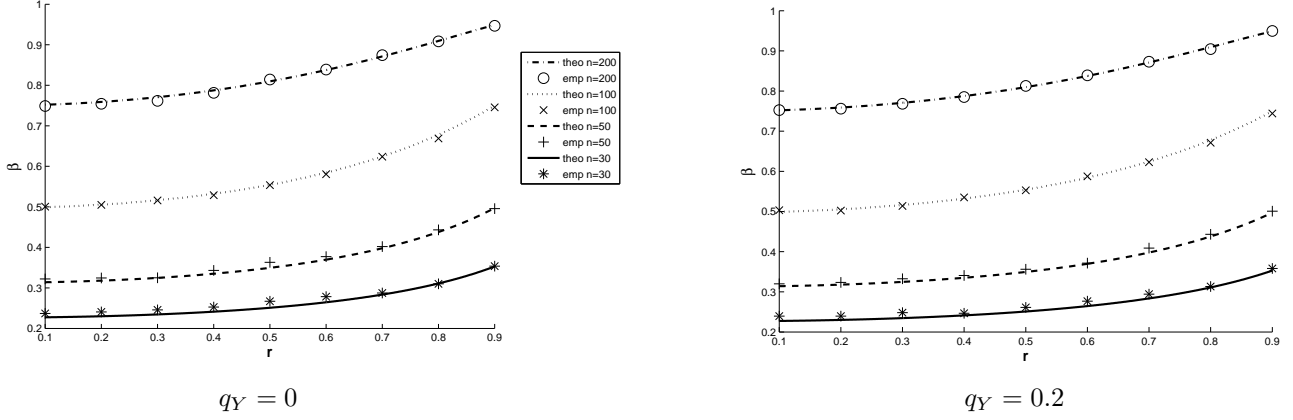 1
0.9
0.8
0.7
0.6
0.5
0.4
0.3
0.2
β
0.1 0.2 0.3 0.4 0.5 0.6 0.7 0.8 0.9
r
theo n=200
emp n=200
theo n=100
emp n=100
theo n=50
emp n=50
theo n=30
emp n=30
q_Y = 0
1
0.9
0.8
0.7
0.6
0.5
0.4
0.3
0.2
β
0.1 0.2 0.3 0.4 0.5 0.6 0.7 0.8 0.9
r
q_Y = 0.2